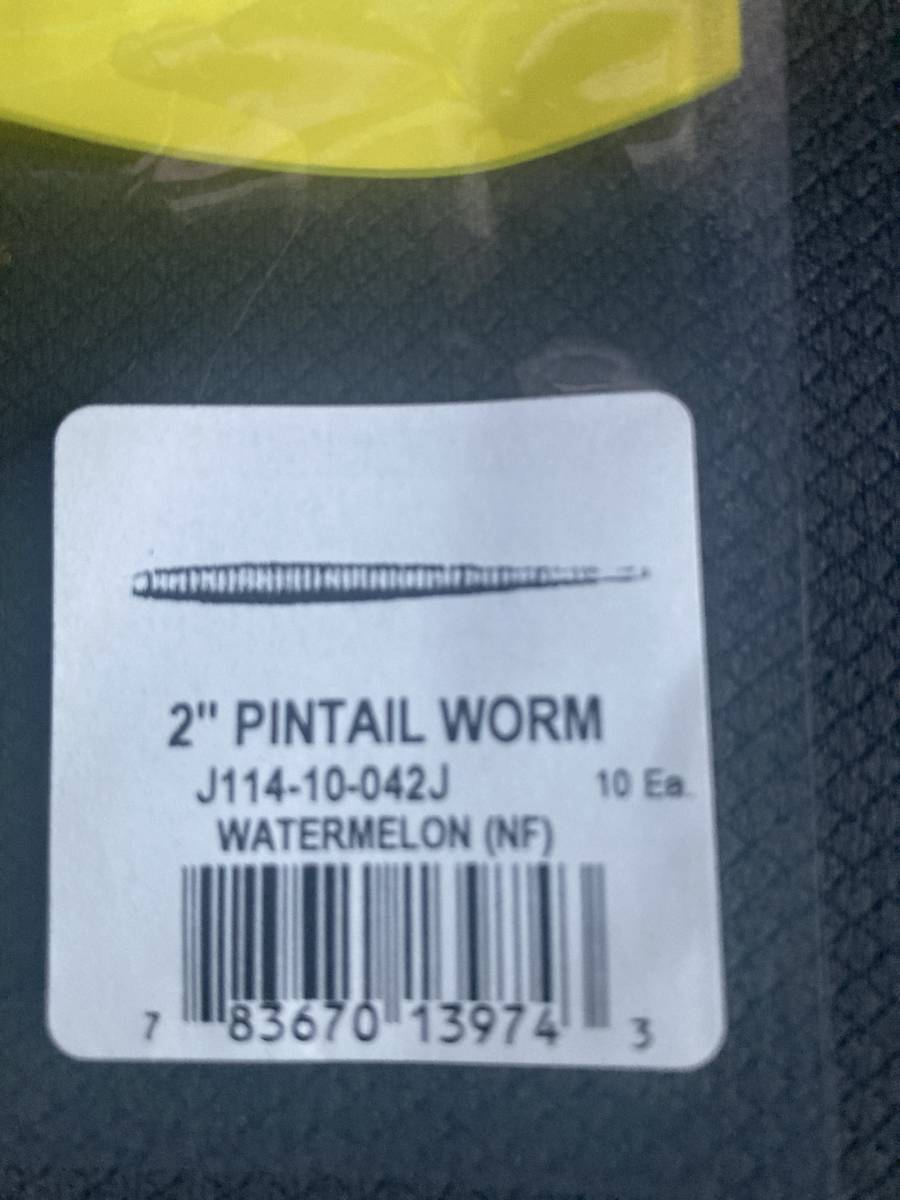 2" PINTAIL WORM
J114-10-042J 10 Ea.
WATERMELON (NF)
7 83670 13974 3